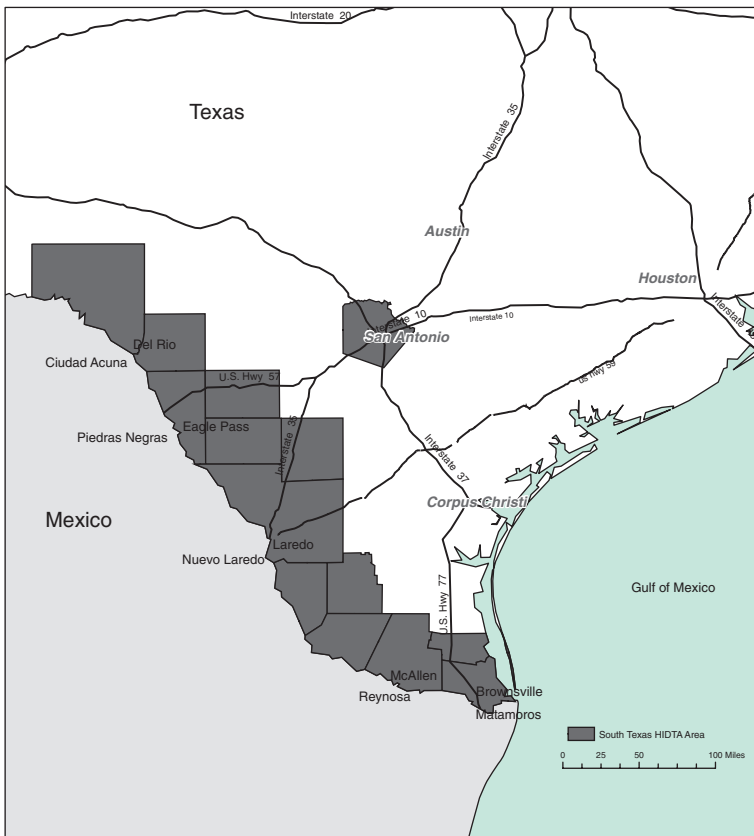 Interstate 20
Texas
Interstate 35
Austin
Houston
Interstate
Interstate 10
Interstate 10
San Antonio
Del Rio
Ciudad Acuna
U.S. Hwy 57
us hwy 59
Eagle Pass
Piedras Negras
Interstate 35
Interstate 37
Corpus Christi
Mexico
Laredo
Nuevo Laredo
Gulf of Mexico
U.S. Hwy 77
McAllen
Reynosa
Brownsville
Matamoros
South Texas HIDTA Area
0 25 50 100 Miles